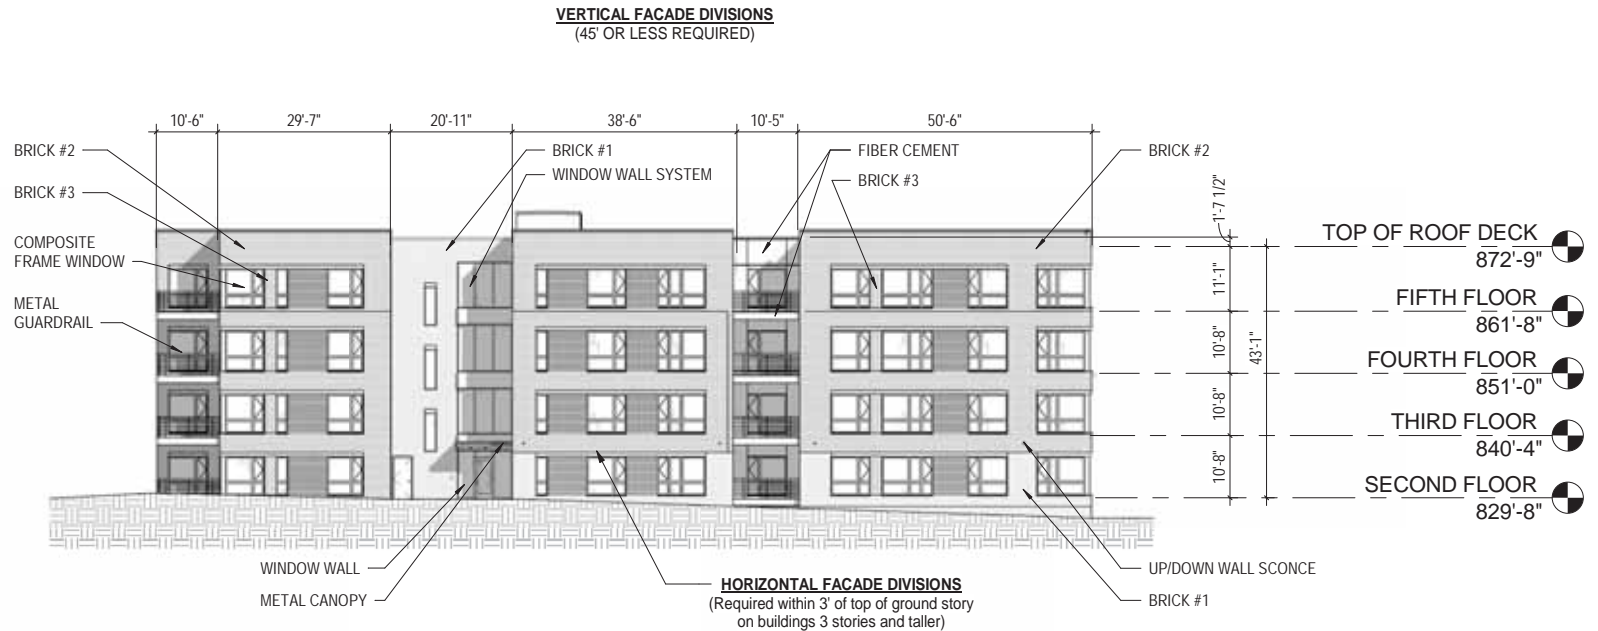 VERTICAL FACADE DIVISIONS
(45' OR LESS REQUIRED)
10'-6"
29'-7"
20'-11"
38'-6"
10'-5"
50'-6"
BRICK #2
BRICK #3
COMPOSITE
FRAME WINDOW
METAL
GUARDRAIL
BRICK #1
WINDOW WALL SYSTEM
FIBER CEMENT
BRICK #3
BRICK #2
1'-7 1/2"
11'-1"
10'-8"
10'-8"
10'-8"
43'-1"
TOP OF ROOF DECK
872'-9"
FIFTH FLOOR
861'-8"
FOURTH FLOOR
851'-0"
THIRD FLOOR
840'-4"
SECOND FLOOR
829'-8"
WINDOW WALL
METAL CANOPY
HORIZONTAL FACADE DIVISIONS
(Required within 3' of top of ground story
on buildings 3 stories and taller)
UP/DOWN WALL SCONCE
BRICK #1